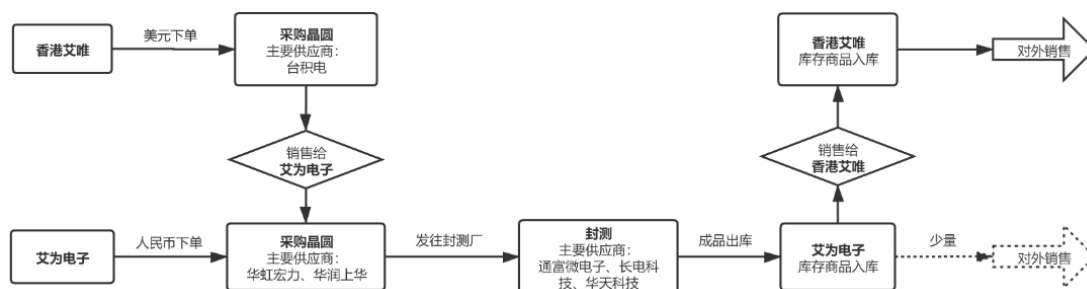 香港艾唯
美元下单
采购晶圆
主要供应商：
台积电
销售给
艾为电子
艾为电子
人民币下单
采购晶圆
主要供应商：
华虹宏力、华润上华
发往封测厂
封测
主要供应商：
通富微电子、长电科
技、华天科技
成品出库
艾为电子
库存商品入库
销售给
香港艾唯
香港艾唯
库存商品入库
对外销售
少量
对外销售